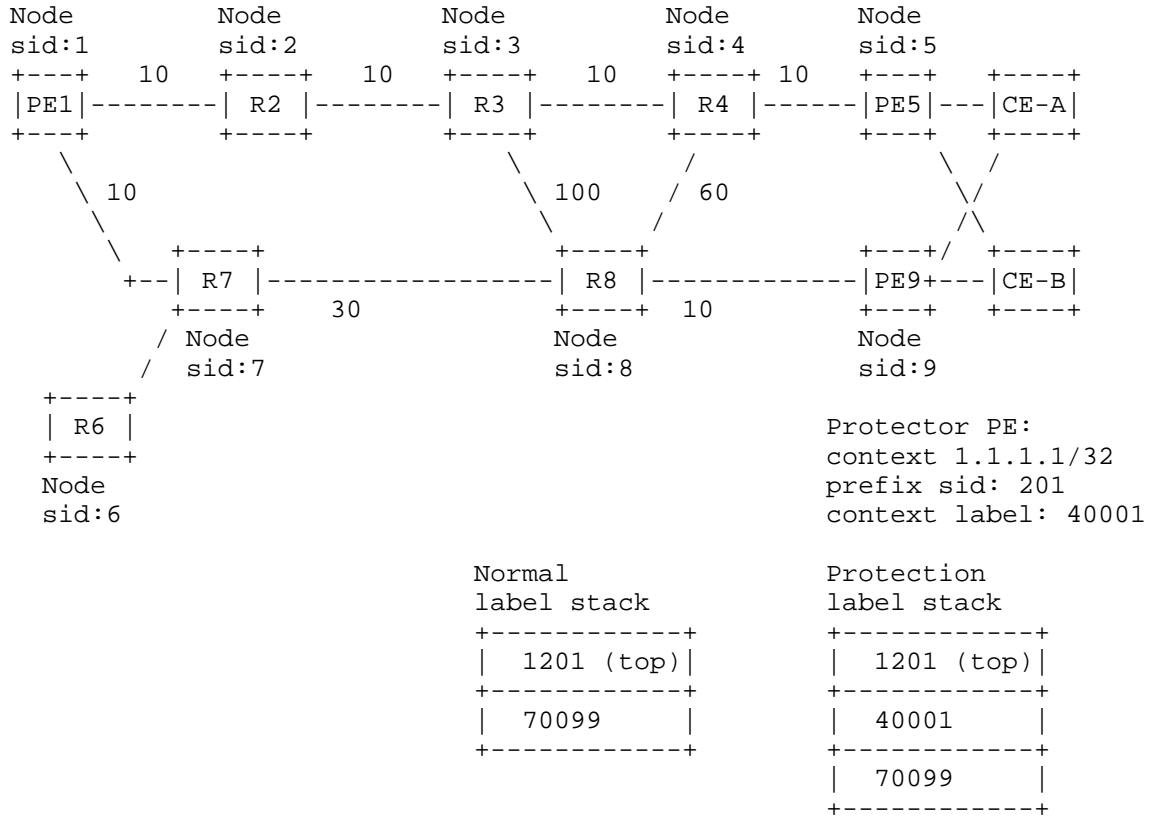 Node Node Node Node Node
sid:1 sid:2 sid:3 sid:4 sid:5
+---+ 10 +----+ 10 +----+ 10 +----+ 10 +---+ +----+
|PE1|--------| R2 |--------| R3 |--------| R4 |------|PE5|---|CE-A|
+---+ +----+ +----+ +----+ +---+ +----+
\ \ / \ /
\ 10 \ 100 / 60 \ /
\ \ / \/
\ +----+ +----+ +---+/ +----+
+--| R7 |------------------| R8 |-------------|PE9+---|CE-B|
+----+ 30 +----+ 10 +---+ +----+
/ Node Node Node
/ sid:7 sid:8 sid:9
+----+
| R6 | Protector PE:
+----+ context 1.1.1.1/32
Node prefix sid: 201
sid:6 context label: 40001
Normal Protection
label stack label stack
+------------+ +------------+
| 1201 (top)| | 1201 (top)|
+------------+ +------------+
| 70099 | | 40001 |
+------------+ +------------+
| 70099 |
+------------+